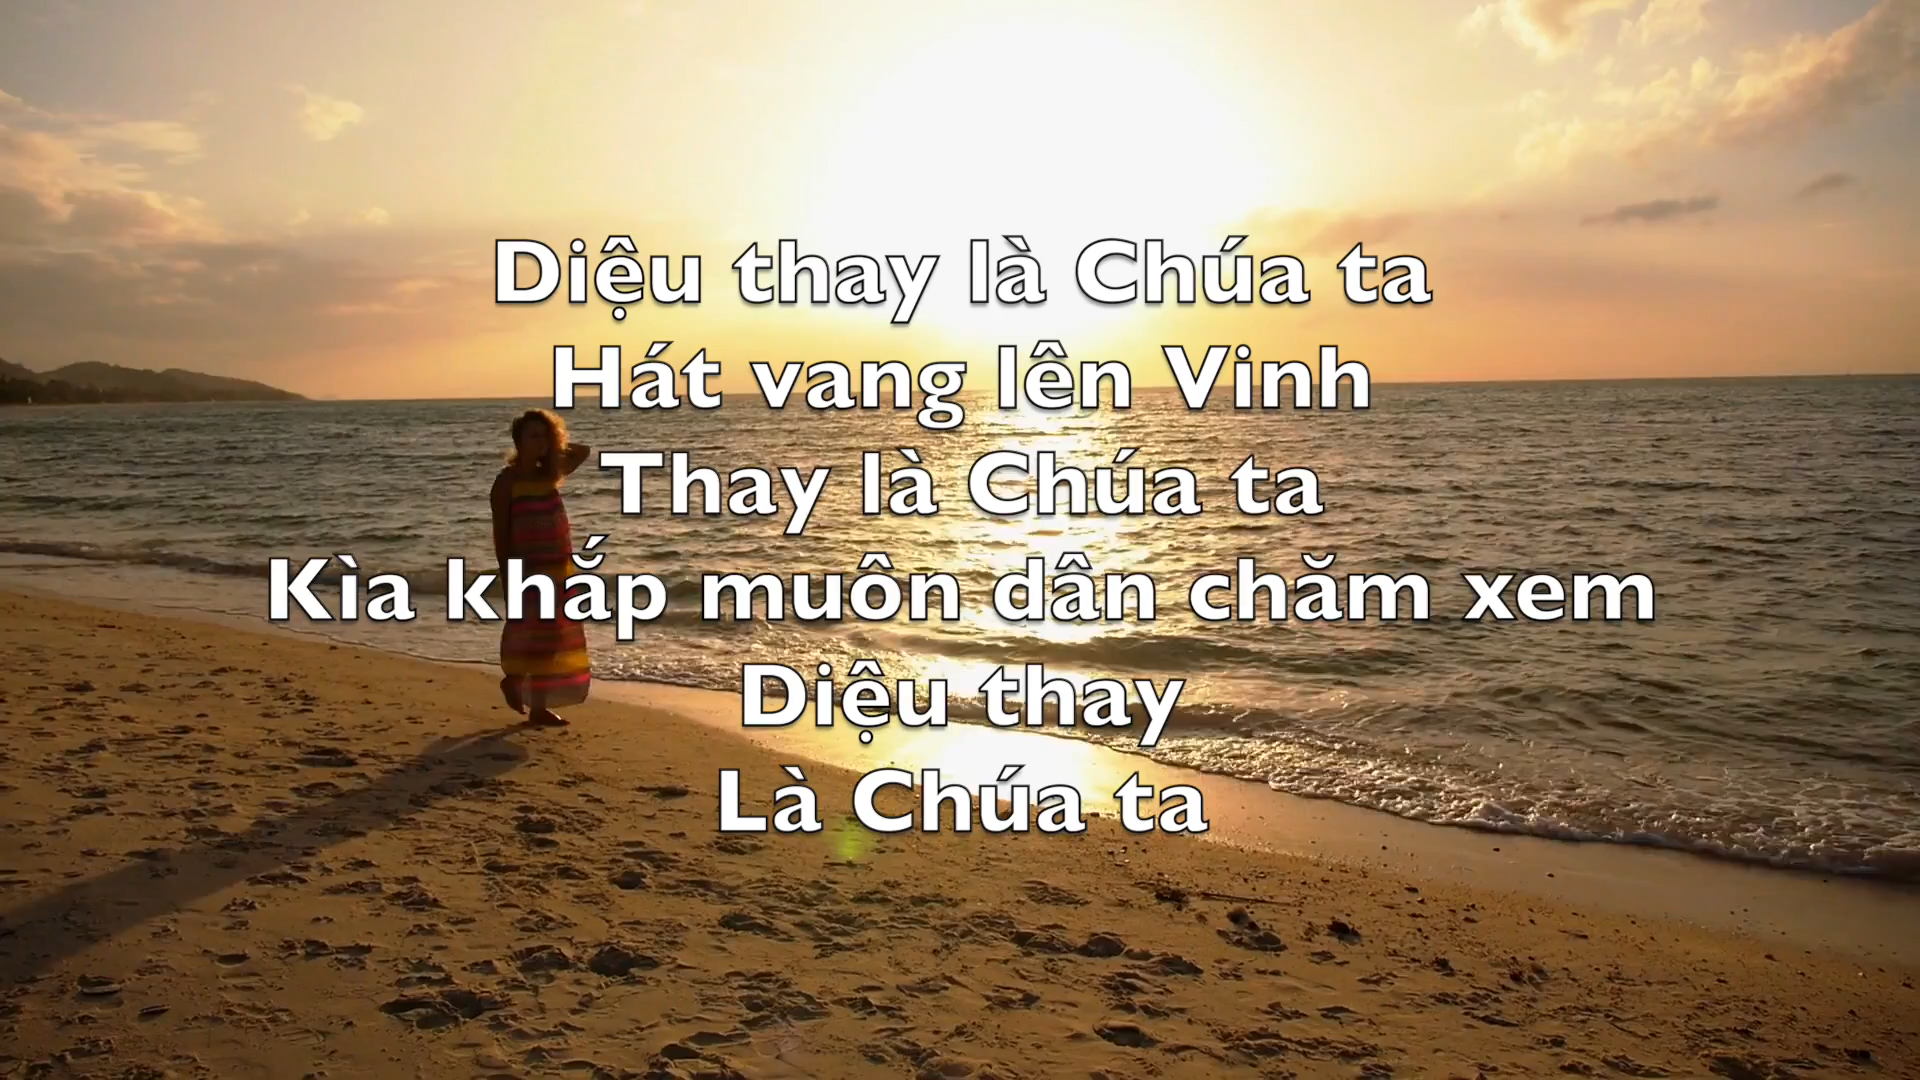 Diệu thay là Chúa ta
Hát vang lên Vinh
Thay là Chúa ta
Kìa khắp muôn dân chăm xem
Diệu thay
Là Chúa ta